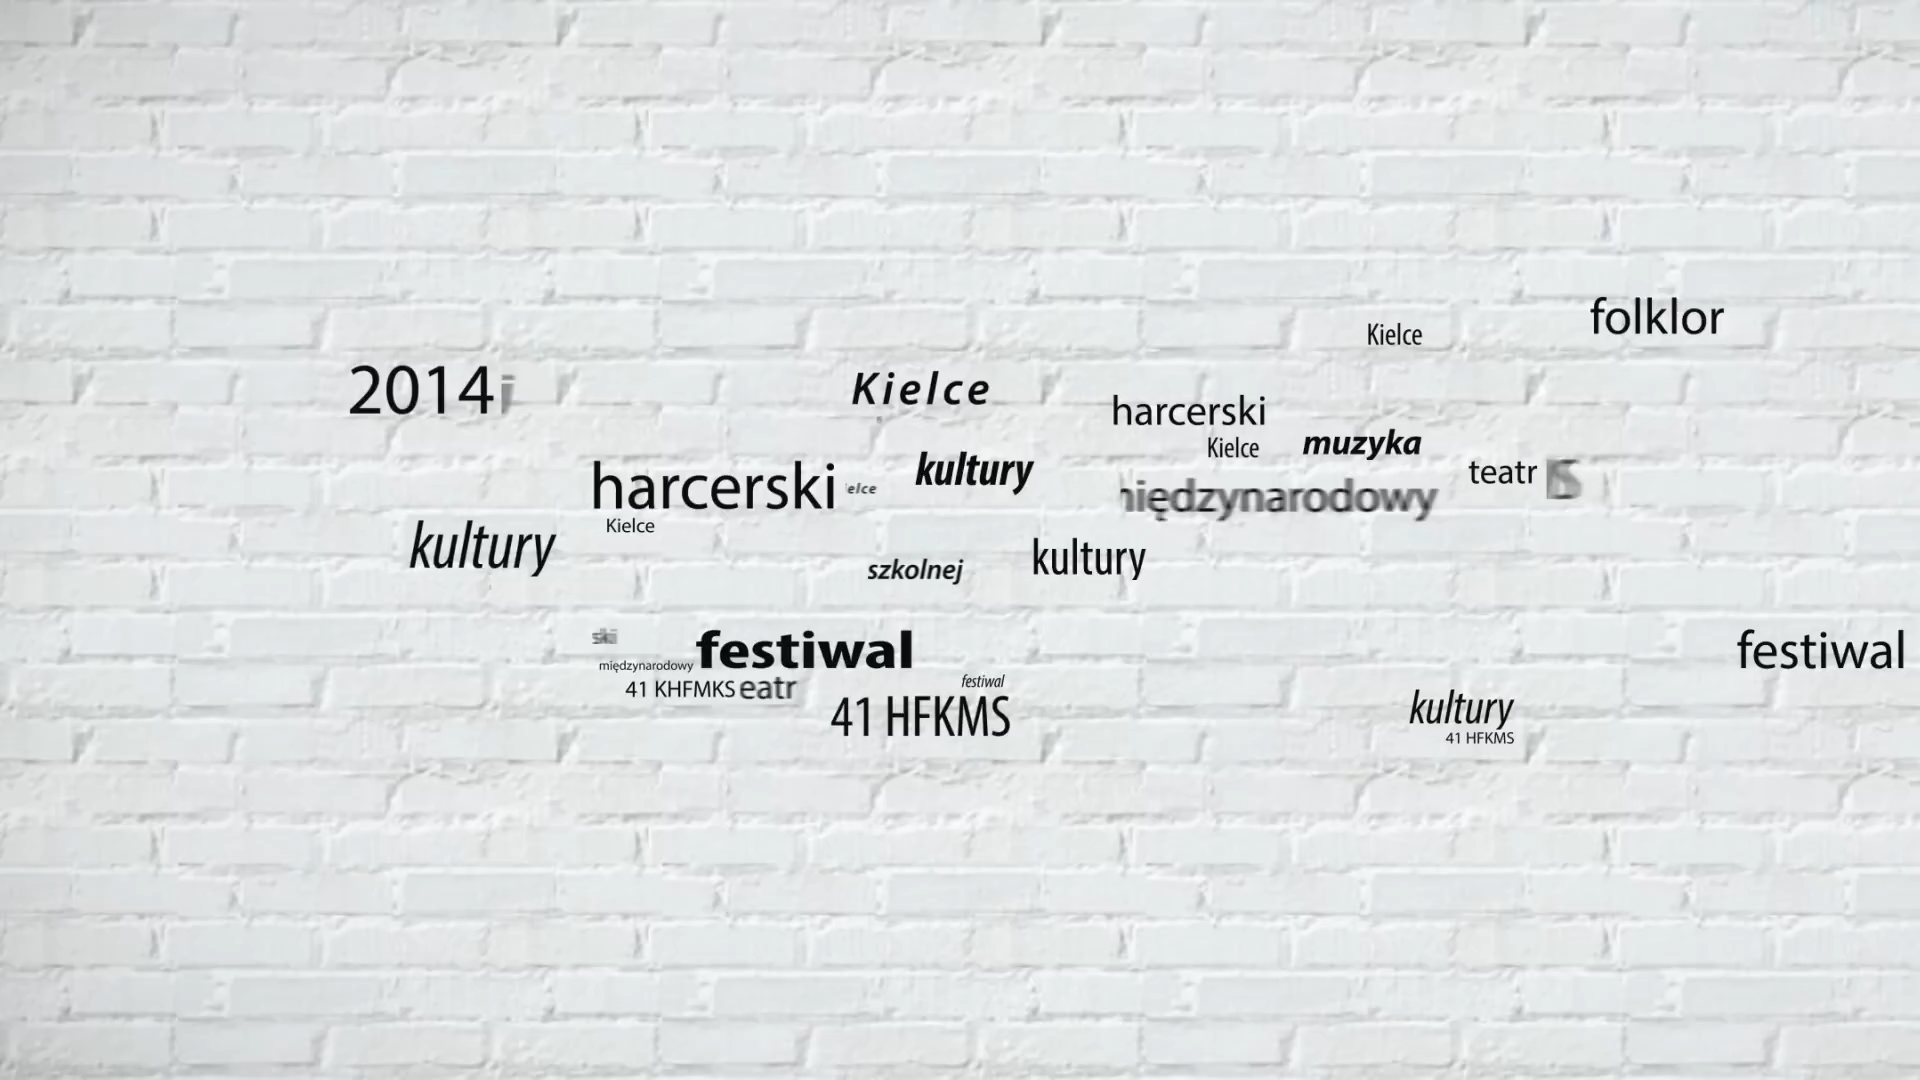 folklor
Kielce
2014
Kielce
harcerski
Kielce
muzyka
kultury
teatr
harcerski
międzynarodowy
Kielce
kultury
szkolnej
kultury
festiwal
międzynarodowy
41 KHFMKS
festiwal
41 HFKMS
festiwal
kultury
41 HFKMS